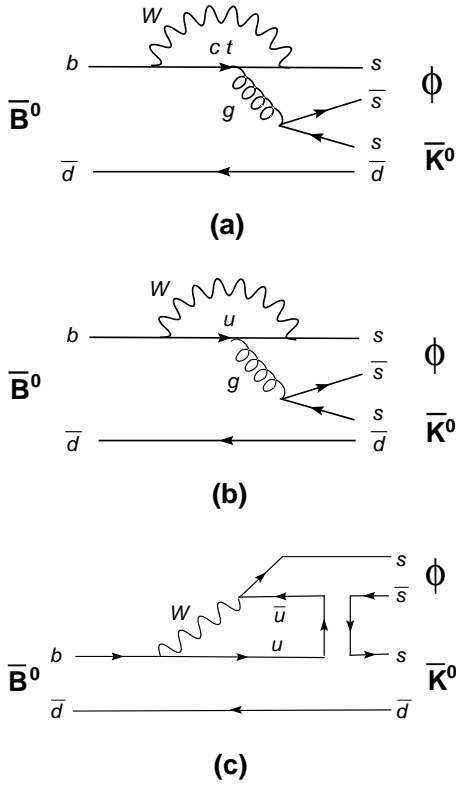 W
b c t s
s̅ ϕ
B̅⁰ g
s K̅⁰
d̅ d̅
(a)
W
b u s
s̅ ϕ
B̅⁰ g
s K̅⁰
d̅ d̅
(b)
s
W s̅ ϕ
u̅
b u s
B̅⁰ K̅⁰
d̅ d̅
(c)